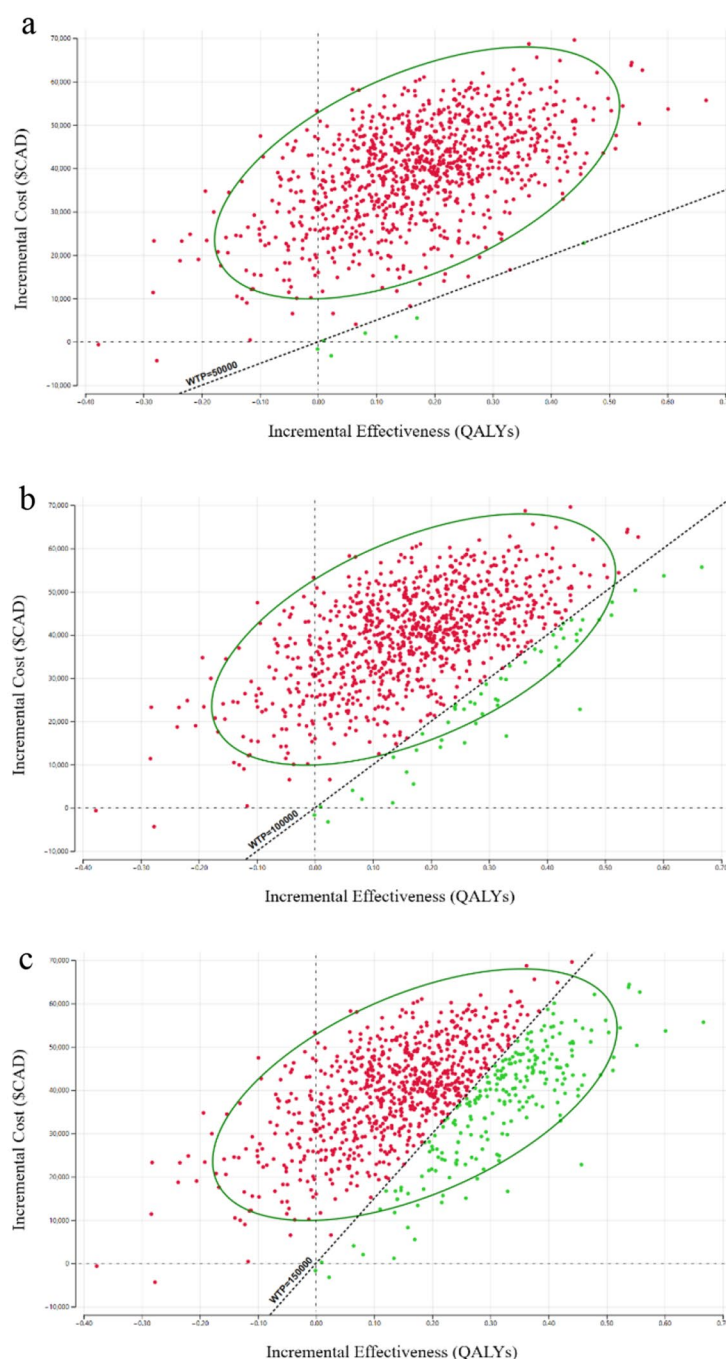 a
70,000
60,000
50,000
40,000
30,000
20,000
10,000
0
−10,000
Incremental Cost ($CAD)
WTP=50000
−0.40 −0.30 −0.20 −0.10 0.00 0.10 0.20 0.30 0.40 0.50 0.60 0.70
Incremental Effectiveness (QALYs)
b
70,000
60,000
50,000
40,000
30,000
20,000
10,000
0
−10,000
Incremental Cost ($CAD)
WTP=100000
−0.40 −0.30 −0.20 −0.10 −0.00 0.10 0.20 0.30 0.40 0.50 0.60 0.70
Incremental Effectiveness (QALYs)
c
70,000
60,000
50,000
40,000
30,000
20,000
10,000
0
−10,000
Incremental Cost ($CAD)
WTP=150000
−0.40 −0.30 −0.20 −0.10 0.00 0.10 0.20 0.30 0.40 0.50 0.60 0.70
Incremental Effectiveness (QALYs)